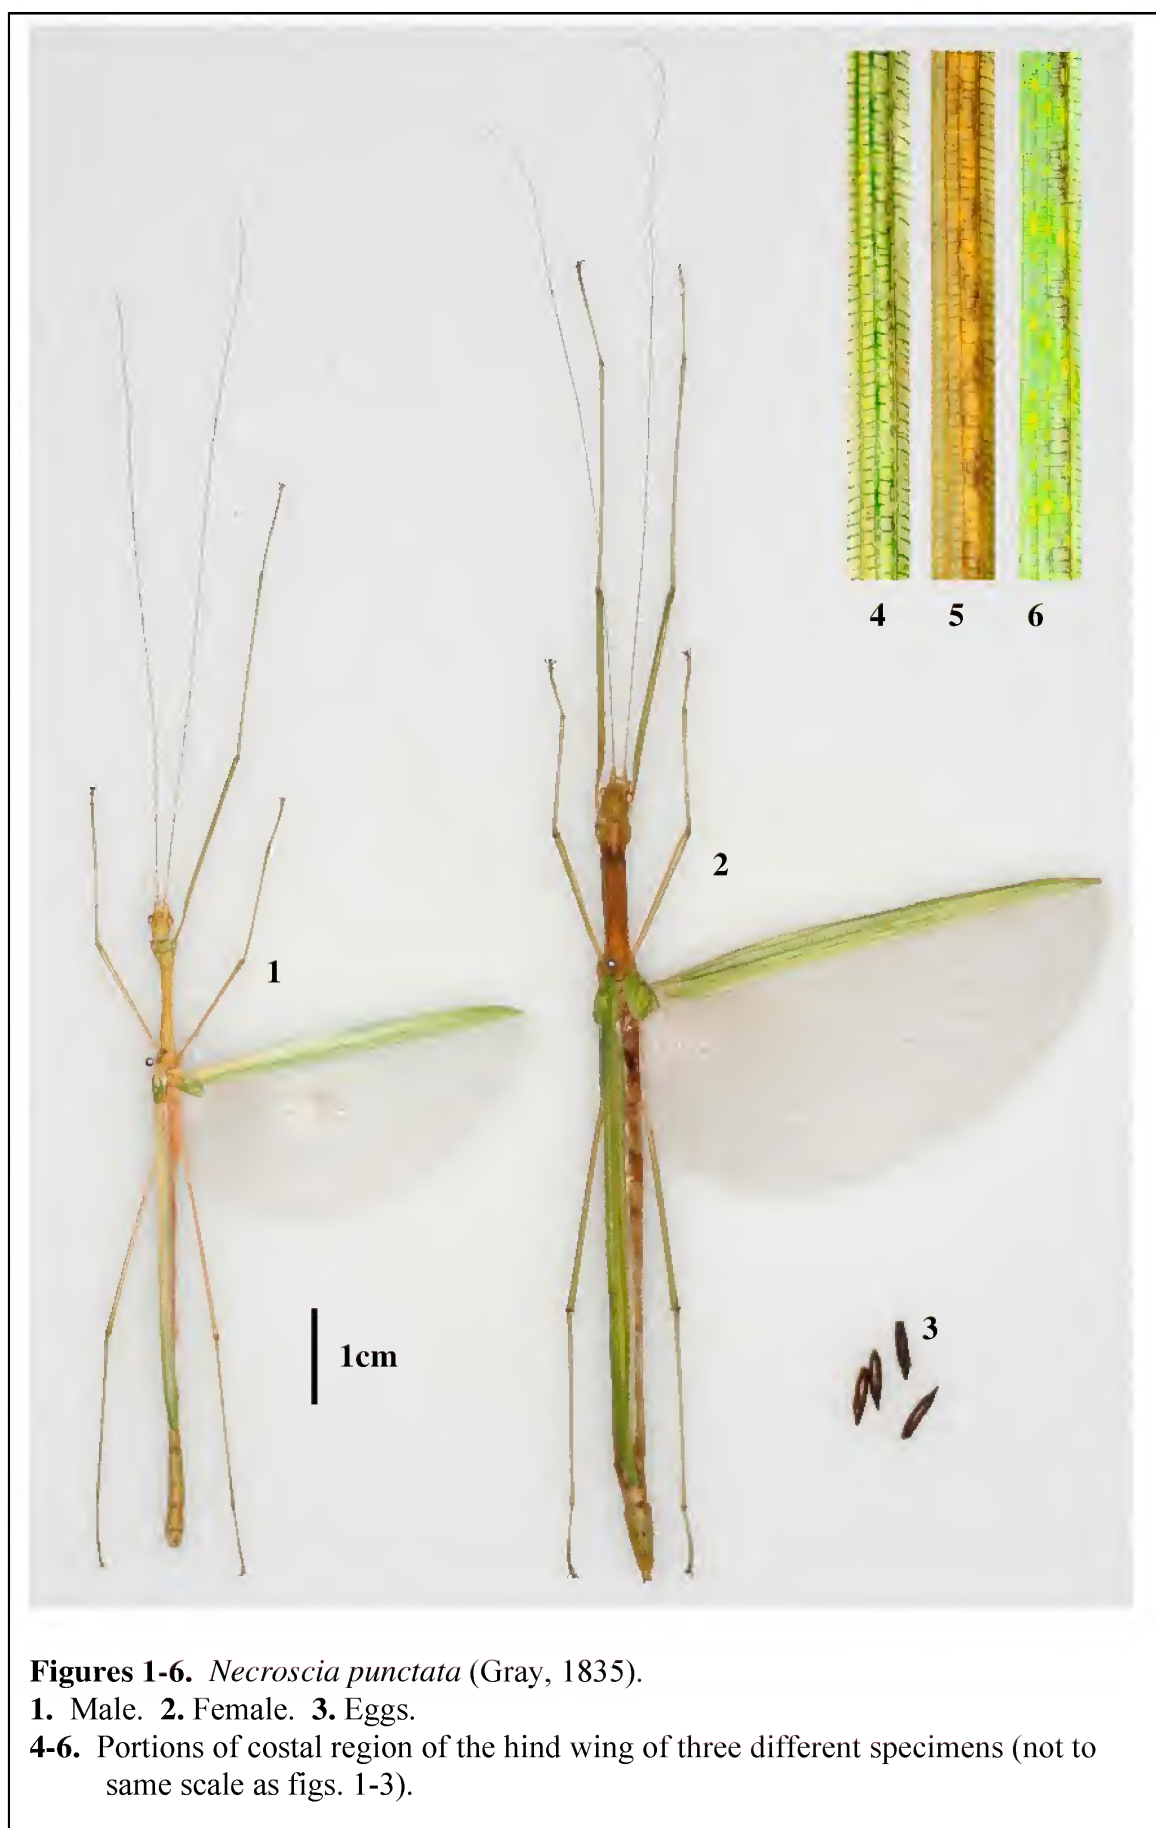 4 5 6
2
1
3
1cm
Figures 1-6. Necroscia punctata (Gray, 1835).
1. Male. 2. Female. 3. Eggs.
4-6. Portions of costal region of the hind wing of three different specimens (not to
same scale as figs. 1-3).